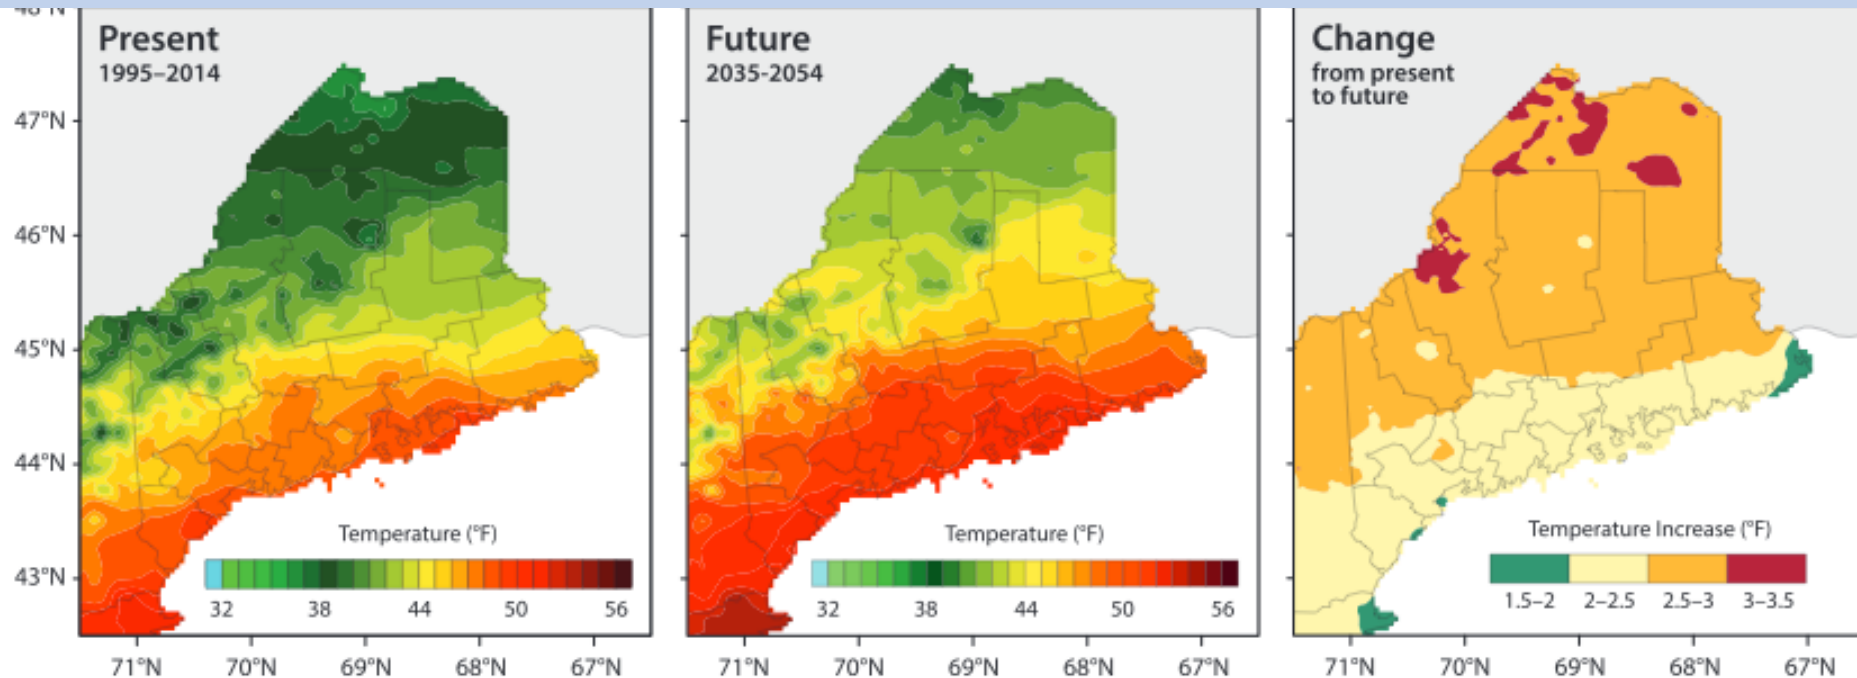 48°N
Present
1995–2014
47°N
46°N
45°N
44°N
43°N
Temperature (°F)
32 38 44 50 56
71°N 70°N 69°N 68°N 67°N
Future
2035-2054
Temperature (°F)
32 38 44 50 56
71°N 70°N 69°N 68°N 67°N
Change
from present
to future
Temperature Increase (°F)
1.5–2 2–2.5 2.5–3 3–3.5
71°N 70°N 69°N 68°N 67°N